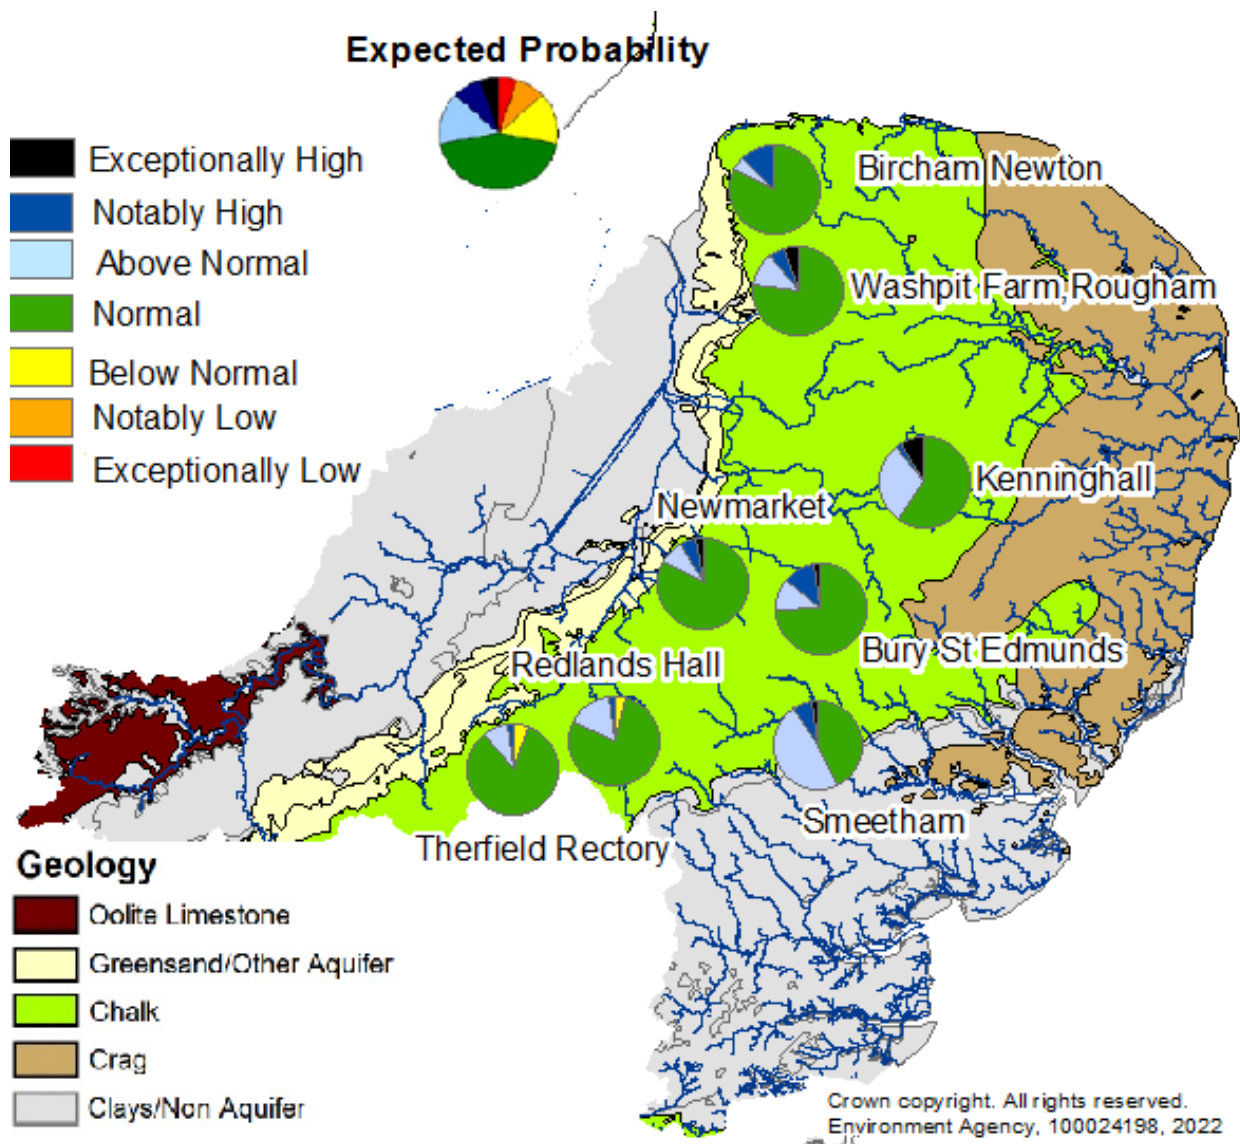 Expected Probability
Exceptionally High
Notably High
Above Normal
Normal
Below Normal
Notably Low
Exceptionally Low
Bircham Newton
Washpit Farm,Rougham
Kenninghall
Newmarket
Bury St Edmunds
Redlands Hall
Smeetham
Therfield Rectory
Geology
Oolite Limestone
Greensand/Other Aquifer
Chalk
Crag
Clays/Non Aquifer
Crown copyright. All rights reserved.
Environment Agency, 100024198, 2022